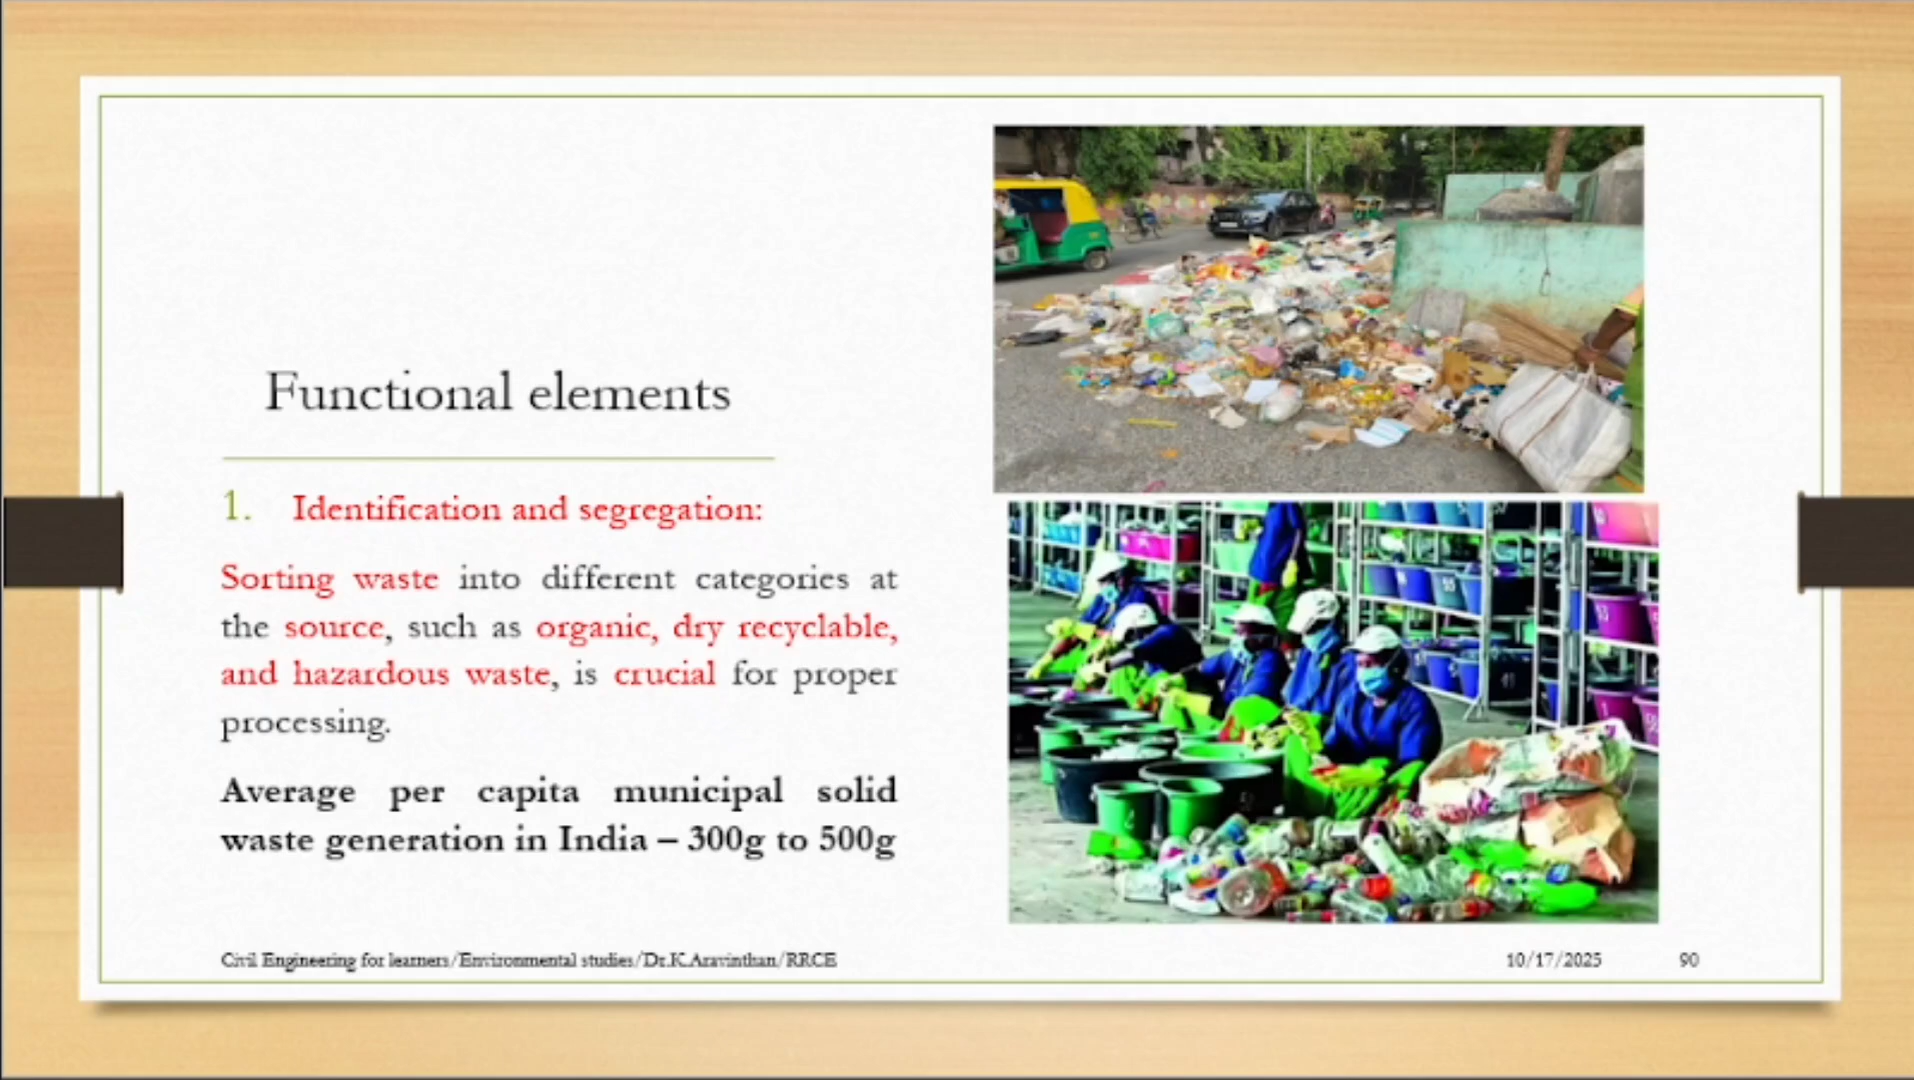 Functional elements
1. Identification and segregation:
Sorting waste into different categories at
the source, such as organic, dry recyclable,
and hazardous waste, is crucial for proper
processing.
Average per capita municipal solid
waste generation in India – 300g to 500g
Civil Engineering for learners/Environmental studies/Dr.K.Aravinthan/RRCE
10/17/2025
90